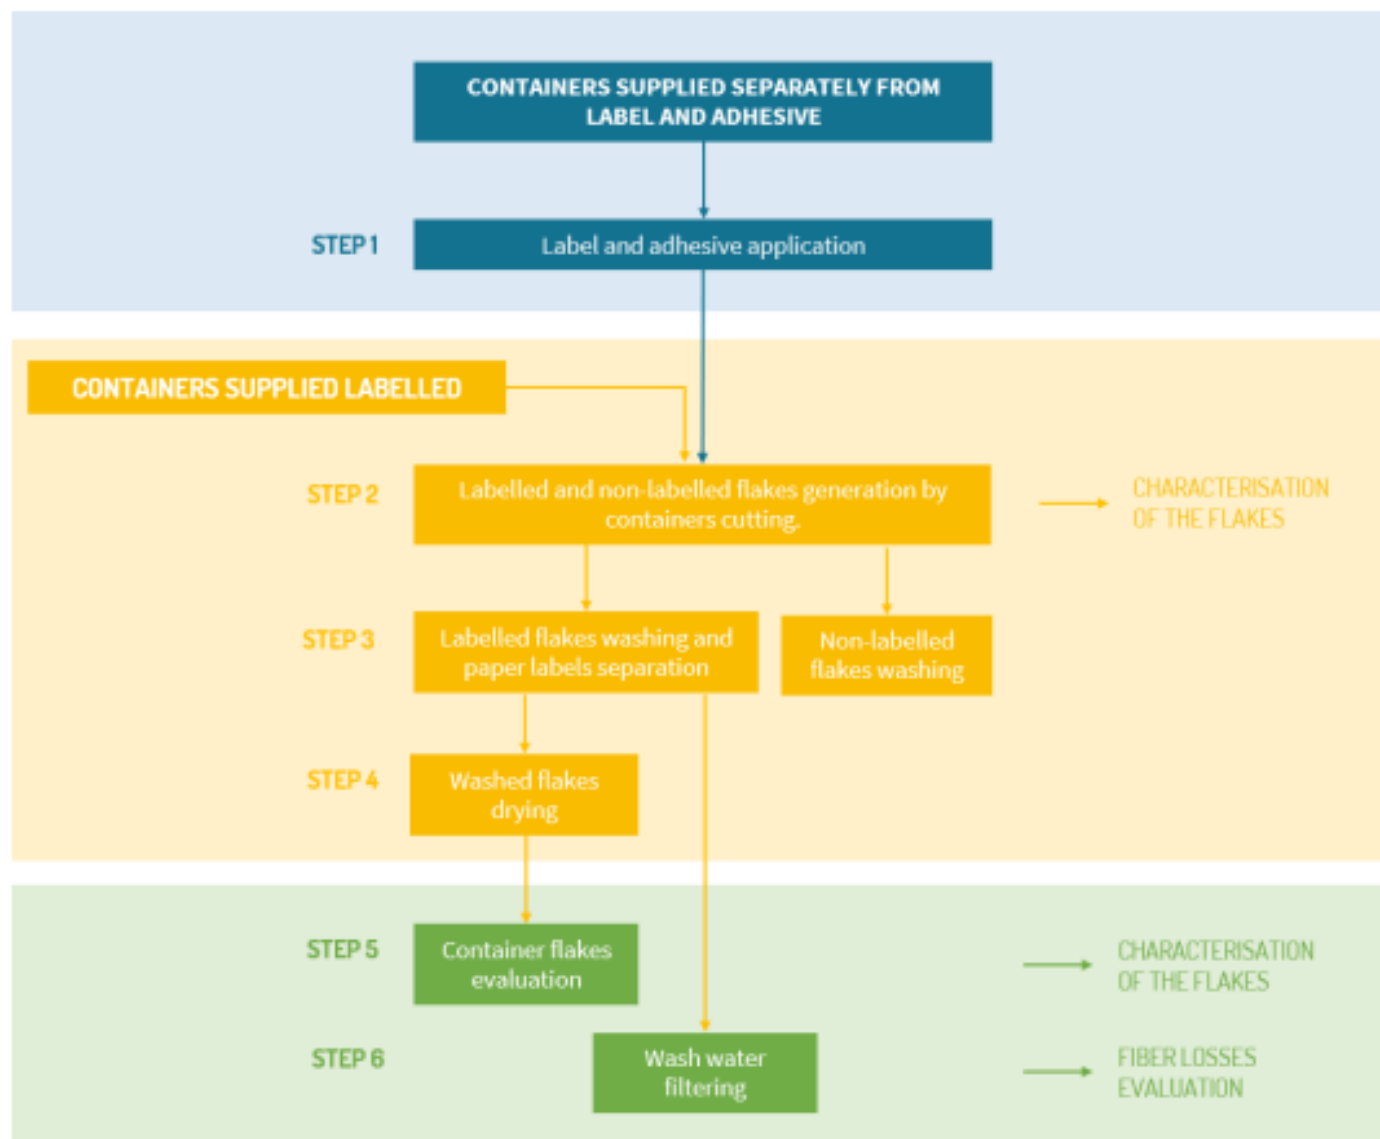 CONTAINERS SUPPLIED SEPARATELY FROM
LABEL AND ADHESIVE
STEP 1
Label and adhesive application
CONTAINERS SUPPLIED LABELLED
STEP 2
Labelled and non-labelled flakes generation by
containers cutting.
CHARACTERISATION
OF THE FLAKES
STEP 3
Labelled flakes washing and
paper labels separation
Non-labelled
flakes washing
STEP 4
Washed flakes
drying
STEP 5
Container flakes
evaluation
CHARACTERISATION
OF THE FLAKES
STEP 6
Wash water
filtering
FIBER LOSSES
EVALUATION